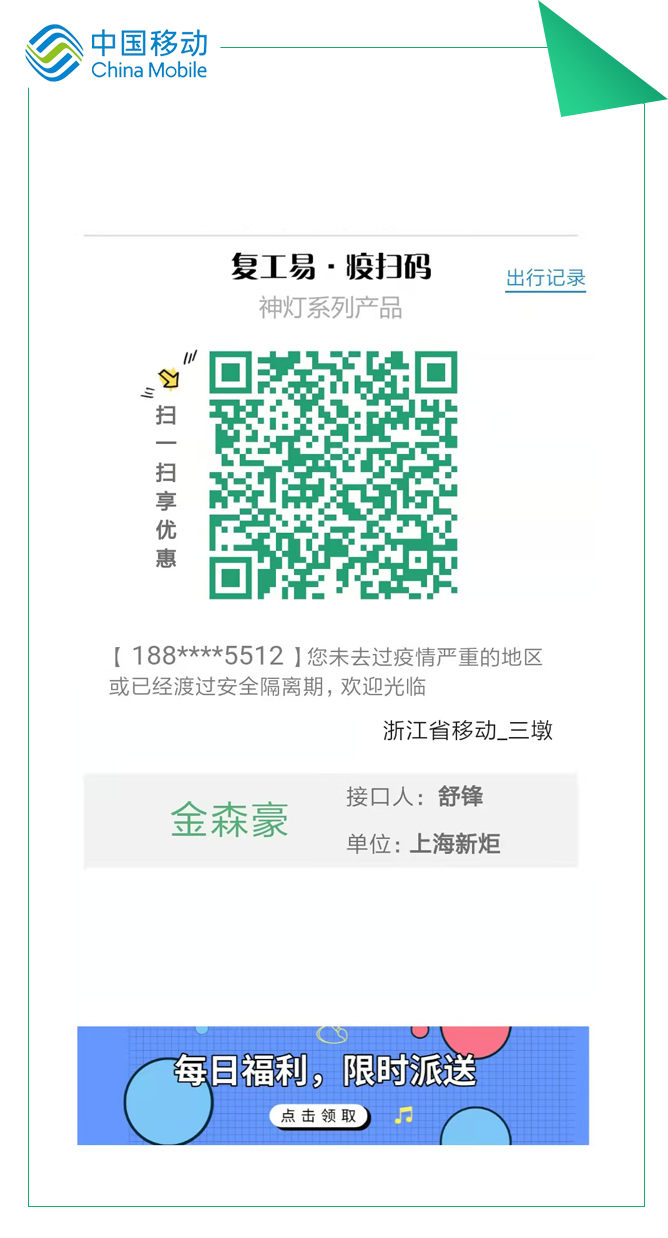 中国移动
China Mobile
复工易·疫扫码
出行记录
神灯系列产品
扫一扫享优惠
【 188****5512 】您未去过疫情严重的地区
或已经渡过安全隔离期，欢迎光临
浙江省移动_三墩
金森豪
接口人：舒锋
单位：上海新炬
每日福利，限时派送
点击领取